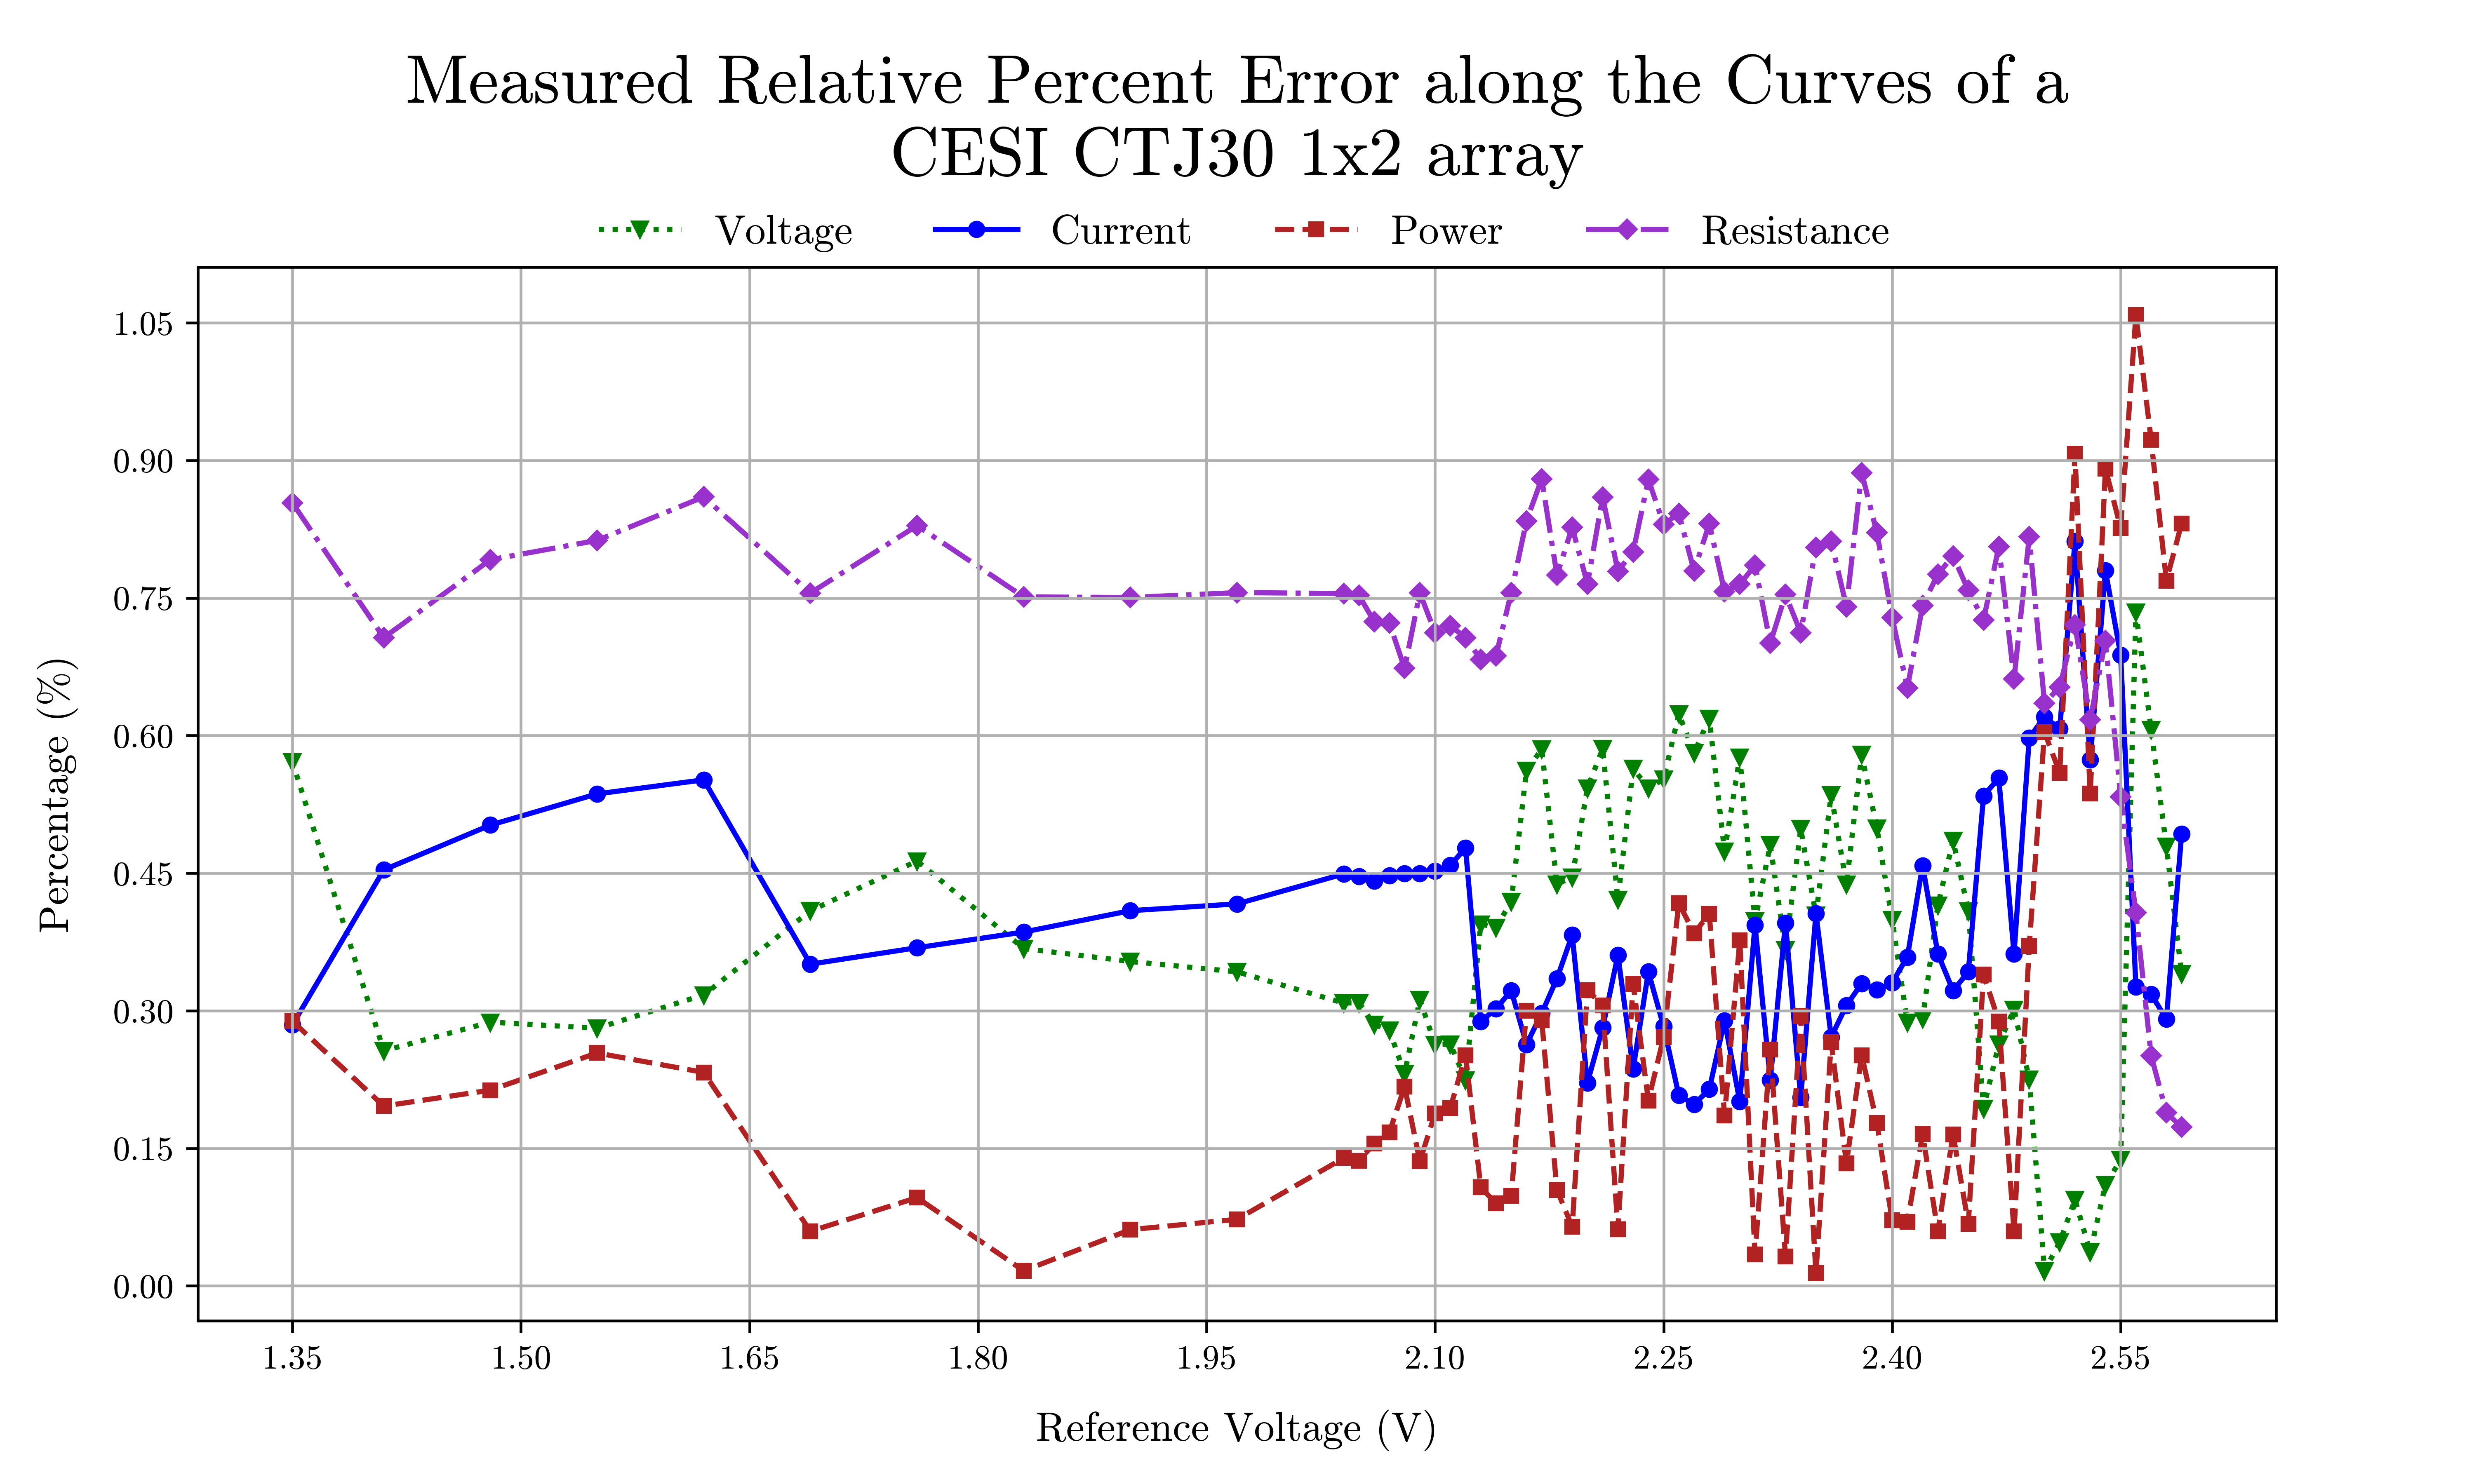 Measured Relative Percent Error along the Curves of a
CESI CTJ30 1x2 array
Voltage Current Power Resistance
1.05
0.90
0.75
0.60
0.45
0.30
0.15
0.00
Percentage (%)
1.35 1.50 1.65 1.80 1.95 2.10 2.25 2.40 2.55
Reference Voltage (V)